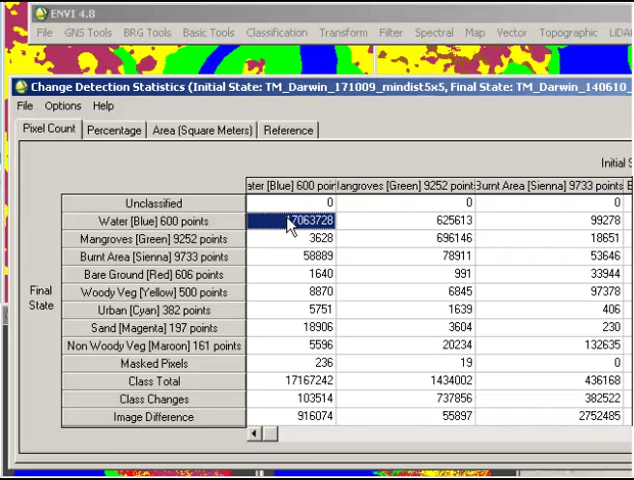 ENVI 4.8
File GNS Tools BRG Tools Basic Tools Classification Transform Filter Spectral Map Vector Topographic LiDA
Change Detection Statistics (Initial State: TM_Darwin_171009_mindist5x5, Final State: TM_Darwin_140610_
File Options Help
Pixel Count Percentage Area (Square Meters) Reference
Initial S
ater [Blue] 600 poin langroves [Green] 9252 point: Burnt Area [Sienna] 9733 points E
Unclassified 0 0 0
Water [Blue] 600 points 17063728 625613 99278
Mangroves [Green] 9252 points 3628 696146 18651
Burnt Area [Sienna] 9733 points 58889 78911 53646
Bare Ground [Red] 606 points 1640 991 33944
Final State
Woody Veg [Yellow] 500 points 8870 6845 97378
Urban [Cyan] 382 points 5751 1639 406
Sand [Magenta] 197 points 18906 3604 230
Non Woody Veg [Maroon] 161 points 5596 20234 132635
Masked Pixels 236 19 0
Class Total 17167242 1434002 436168
Class Changes 103514 737856 382522
Image Difference 916074 55897 2752485